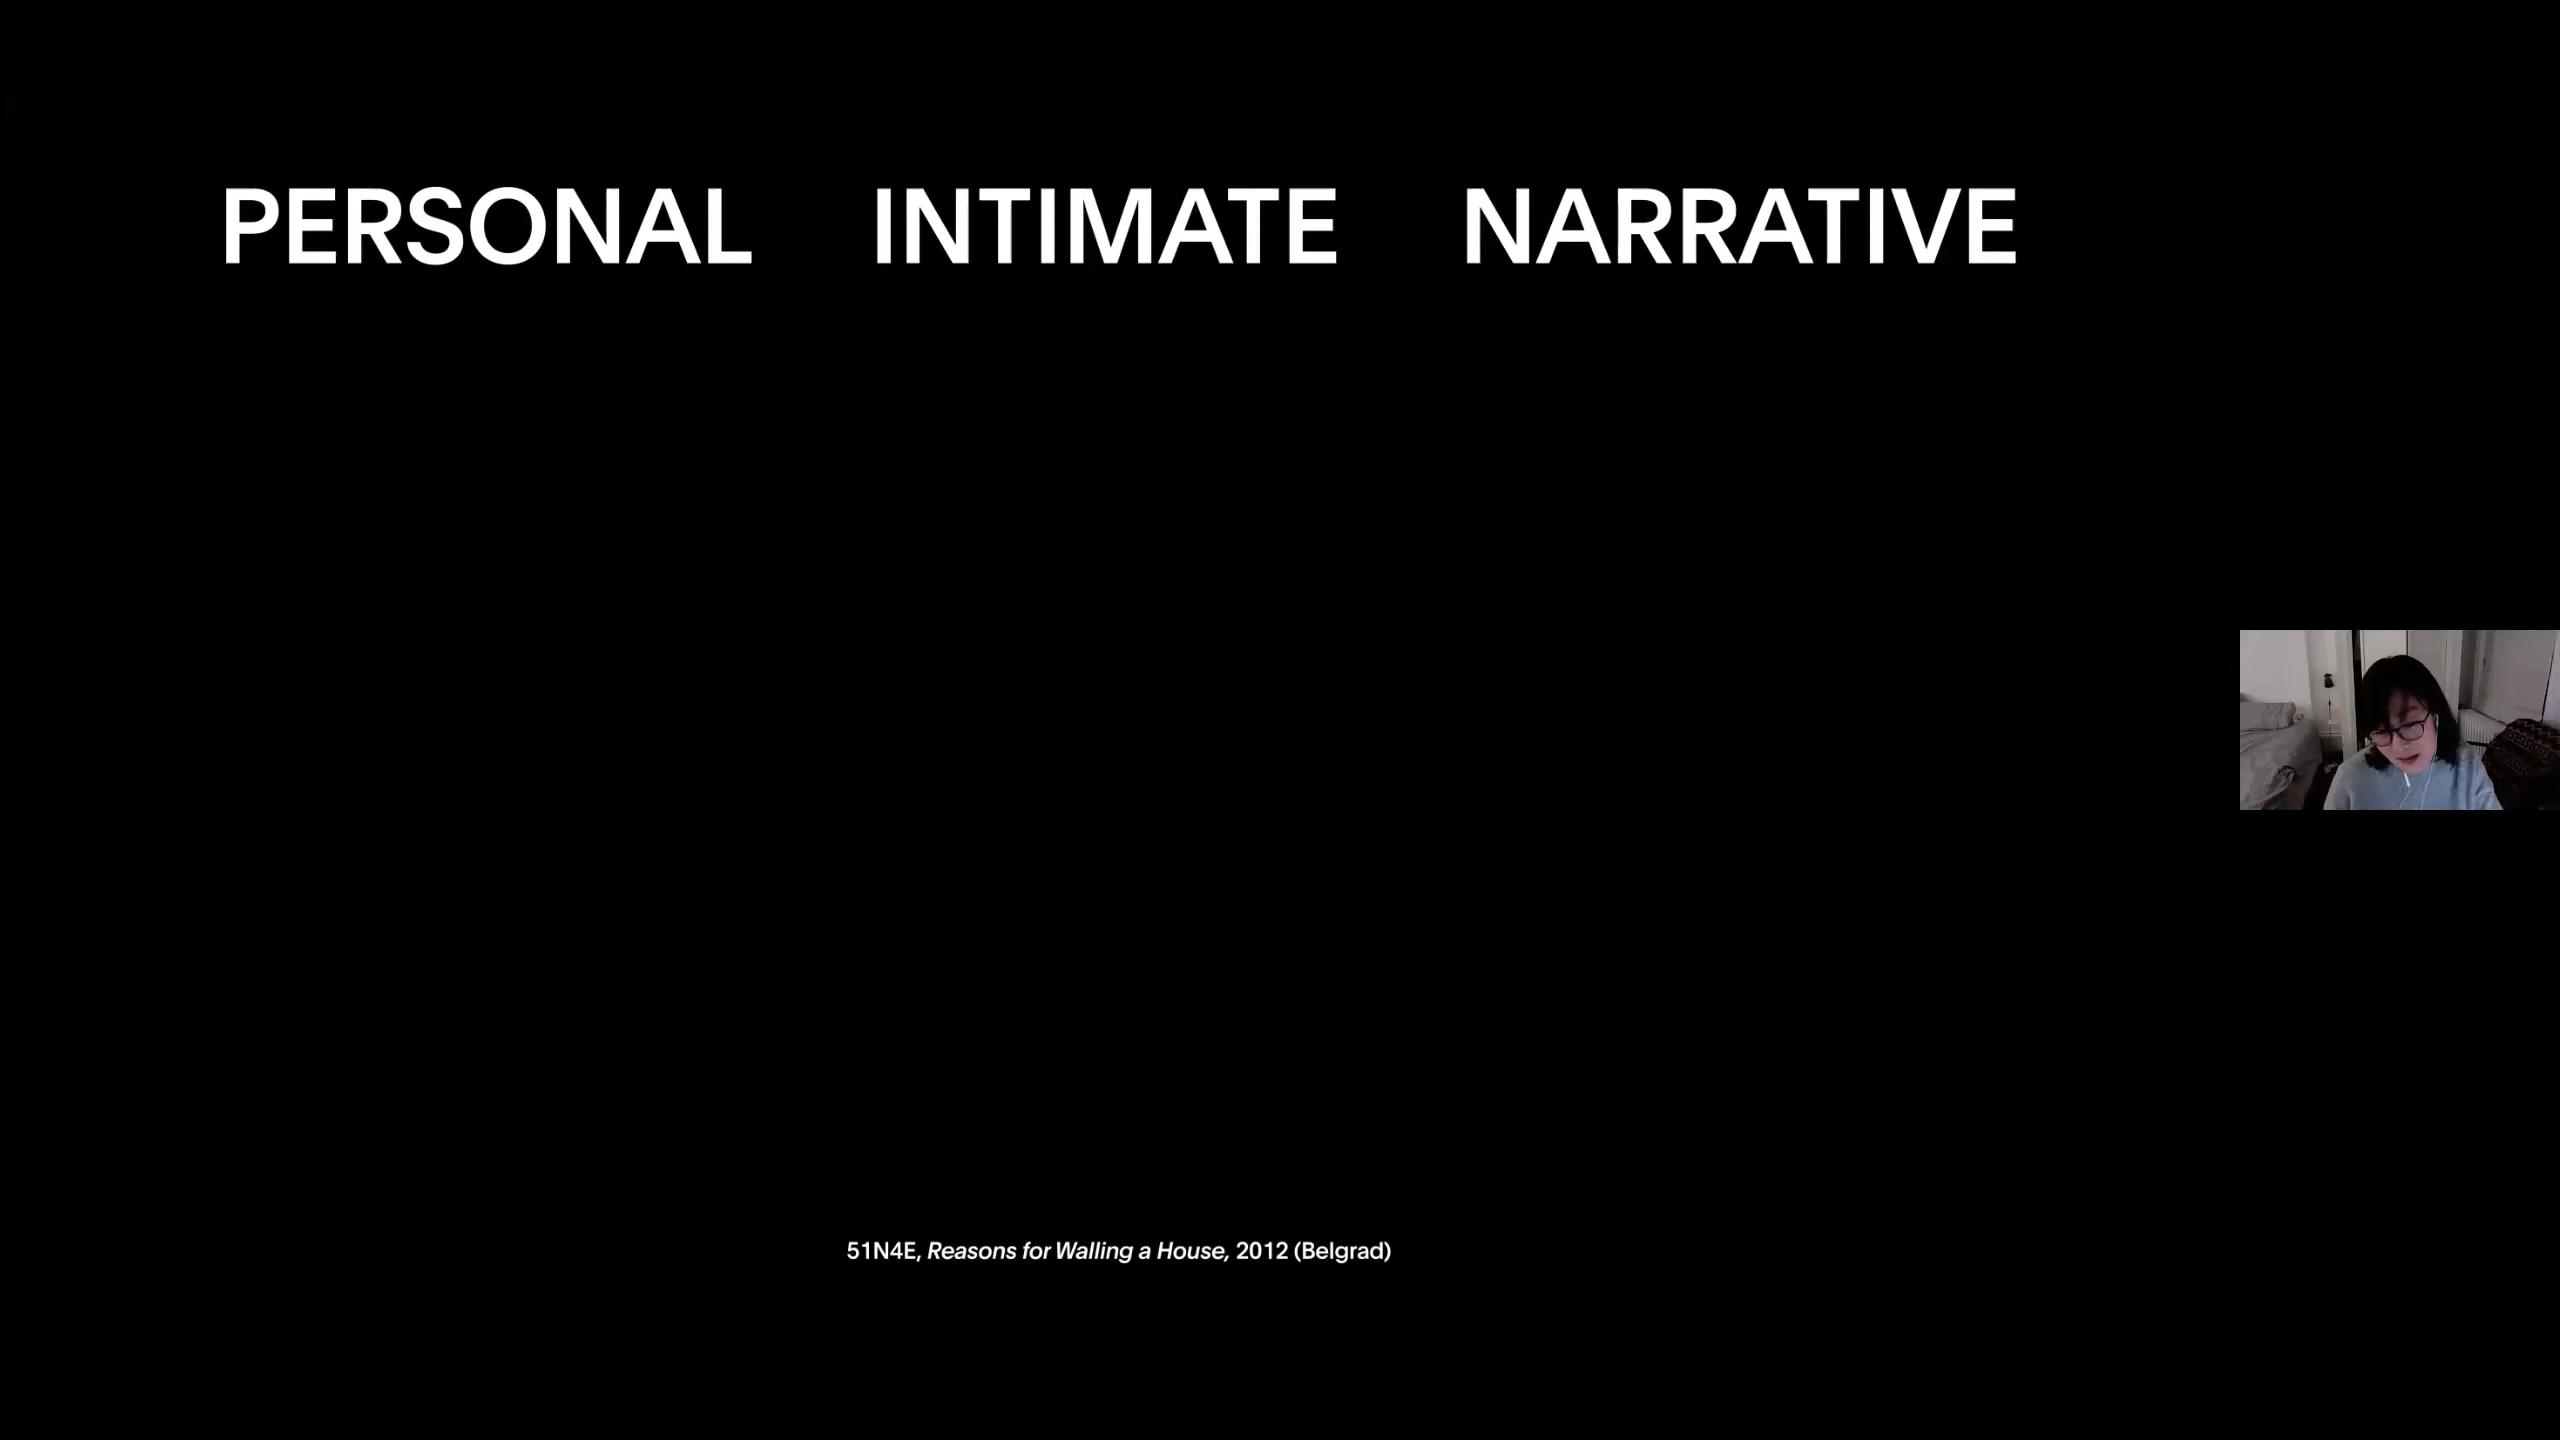 PERSONAL INTIMATE NARRATIVE
51N4E, Reasons for Walling a House, 2012 (Belgrad)